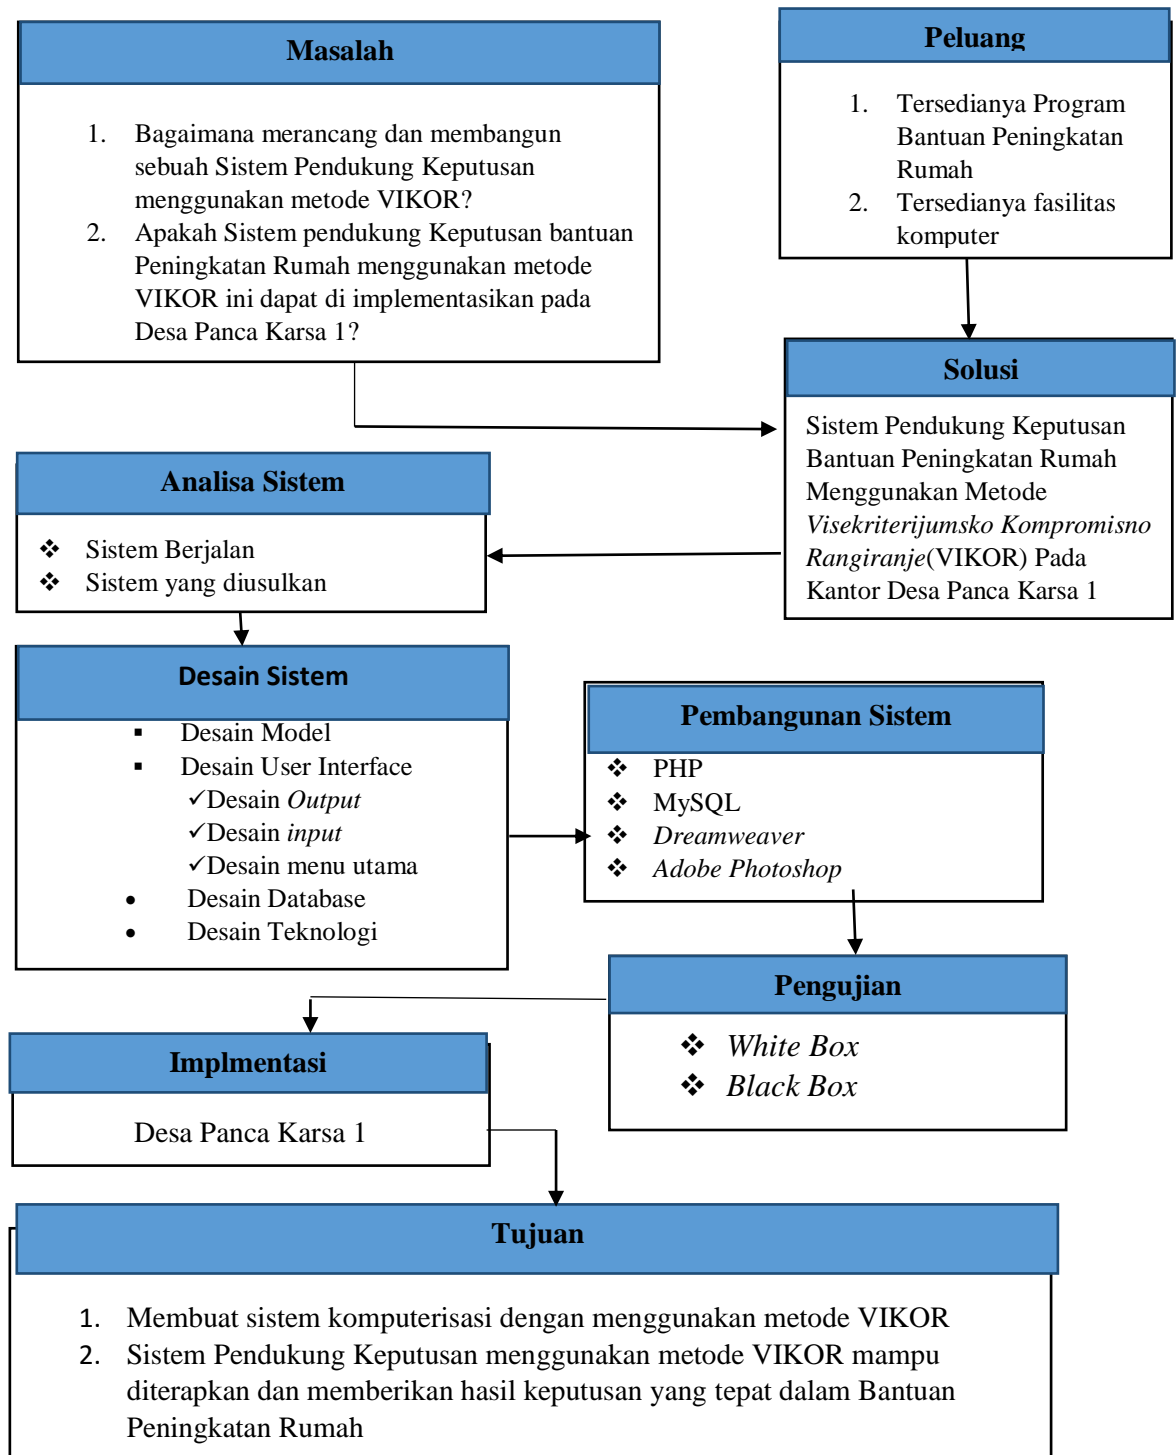 Masalah
1. Bagaimana merancang dan membangun
sebuah Sistem Pendukung Keputusan
menggunakan metode VIKOR?
2. Apakah Sistem pendukung Keputusan bantuan
Peningkatan Rumah menggunakan metode
VIKOR ini dapat di implementasikan pada
Desa Panca Karsa 1?
Peluang
1. Tersedianya Program
Bantuan Peningkatan
Rumah
2. Tersedianya fasilitas
komputer
Solusi
Sistem Pendukung Keputusan
Bantuan Peningkatan Rumah
Menggunakan Metode
Visekriterijumsko Kompromisno
Rangiranje(VIKOR) Pada
Kantor Desa Panca Karsa 1
Analisa Sistem
❖ Sistem Berjalan
❖ Sistem yang diusulkan
Desain Sistem
▪ Desain Model
▪ Desain User Interface
✓Desain Output
✓Desain input
✓Desain menu utama
• Desain Database
• Desain Teknologi
Pembangunan Sistem
❖ PHP
❖ MySQL
❖ Dreamweaver
❖ Adobe Photoshop
Pengujian
❖ White Box
❖ Black Box
Implmentasi
Desa Panca Karsa 1
Tujuan
1. Membuat sistem komputerisasi dengan menggunakan metode VIKOR
2. Sistem Pendukung Keputusan menggunakan metode VIKOR mampu
diterapkan dan memberikan hasil keputusan yang tepat dalam Bantuan
Peningkatan Rumah